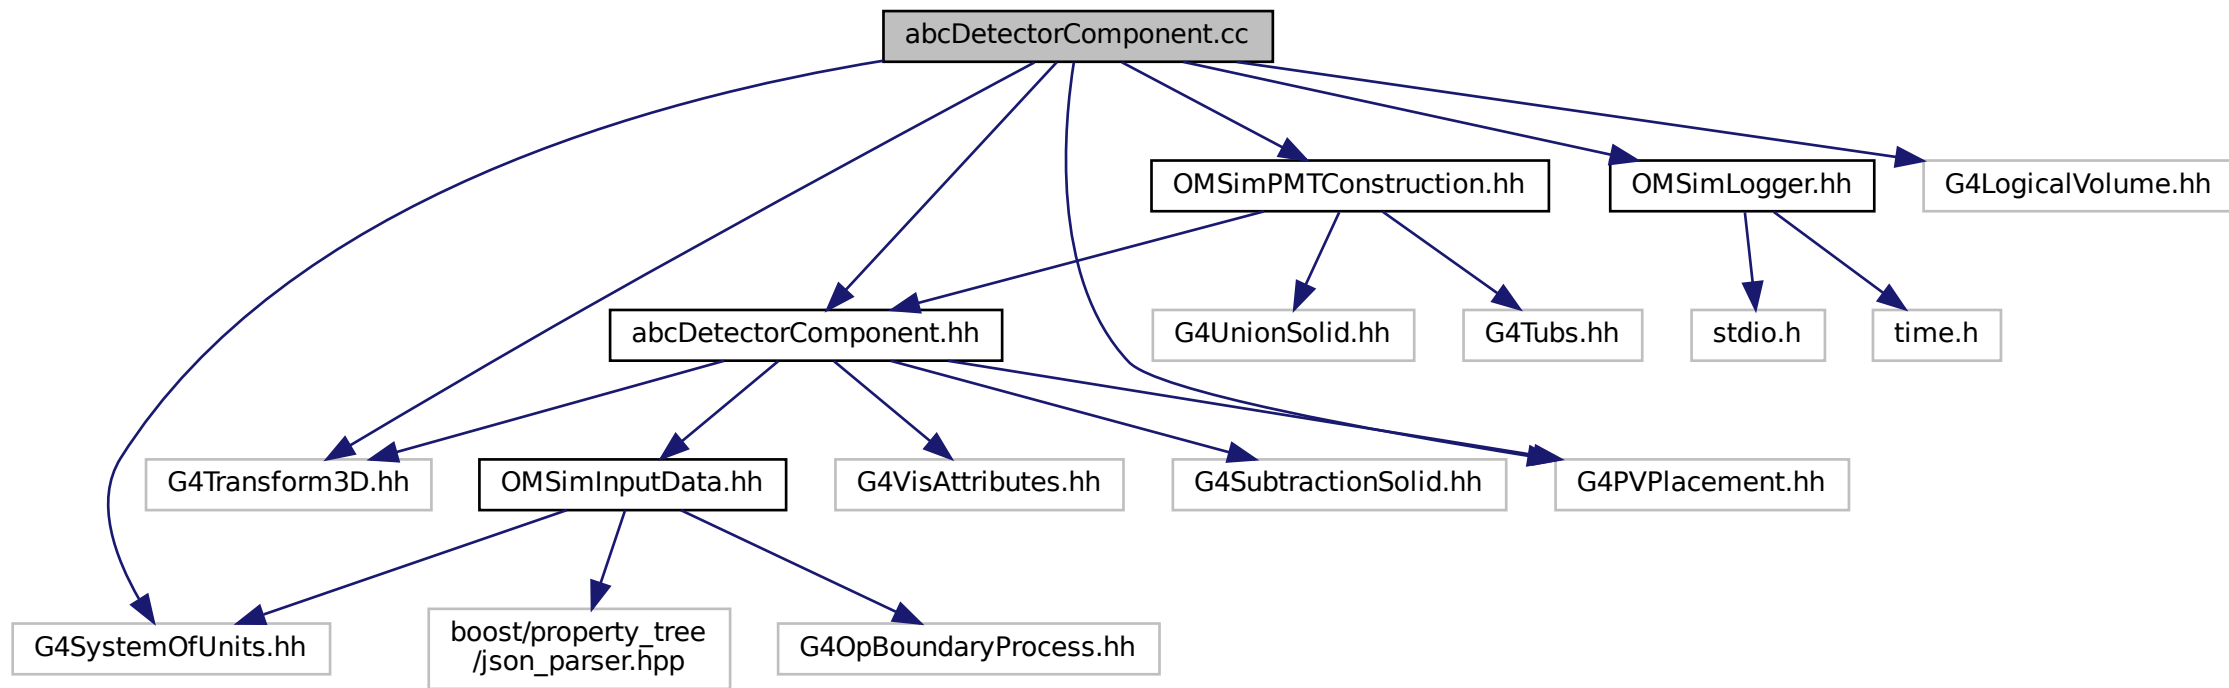 abcDetectorComponent.cc
OMSimPMTConstruction.hh
OMSimLogger.hh
G4LogicalVolume.hh
abcDetectorComponent.hh
G4UnionSolid.hh
G4Tubs.hh
stdio.h
time.h
G4Transform3D.hh
OMSimInputData.hh
G4VisAttributes.hh
G4SubtractionSolid.hh
G4PVPlacement.hh
G4SystemOfUnits.hh
boost/property_tree
/json_parser.hpp
G4OpBoundaryProcess.hh